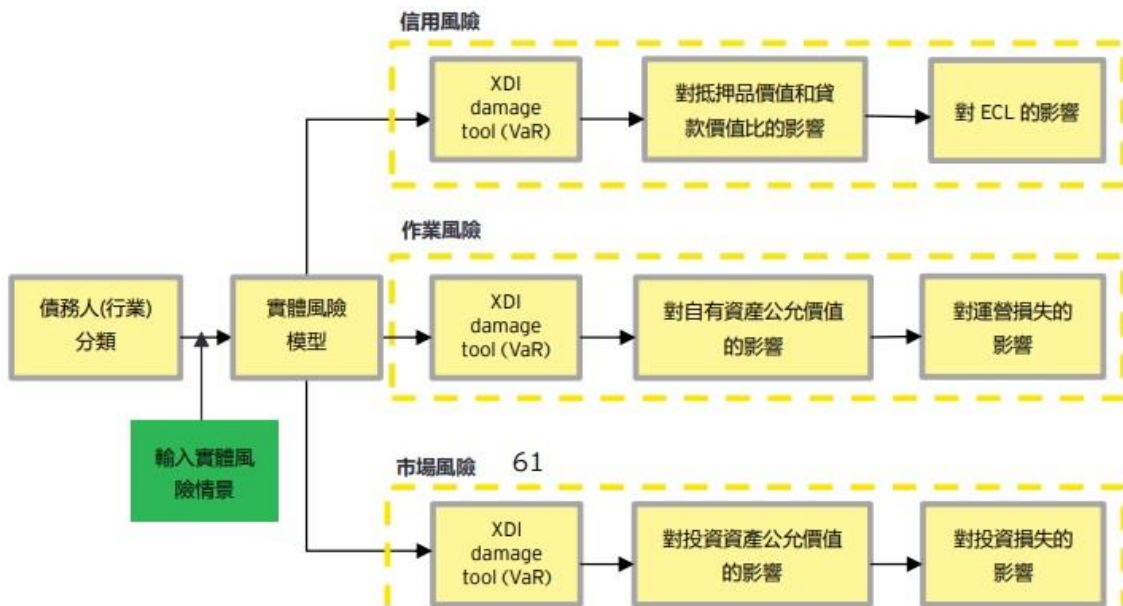 信用風險
XDI
damage
tool (VaR)
對抵押品價值和貸
款價值比的影響
對 ECL 的影響
作業風險
債務人(行業)
分類
實體風險
模型
XDI
damage
tool (VaR)
對自有資產公允價值
的影響
對運營損失的
影響
輸入實體風
險情景
市場風險 61
XDI
damage
tool (VaR)
對投資資產公允價值
的影響
對投資損失的
影響